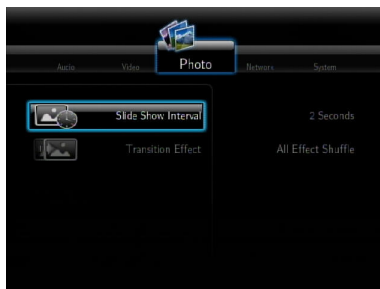 Audio Video Photo Network System
Slide Show Interval 2 Seconds
Transition Effect All Effect Shuffle